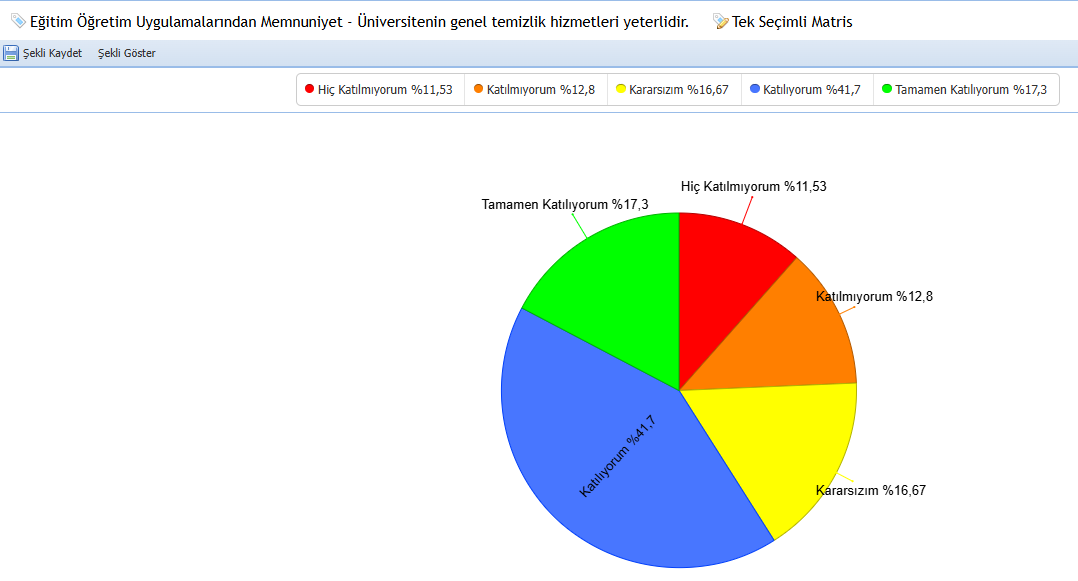 Eğitim Öğretim Uygulamalarından Memnuniyet - Üniversitenin genel temizlik hizmetleri yeterlidir. Tek Seçimli Matris
Şekli Kaydet Şekli Göster
Hiç Katılmıyorum %11,53 Katılmıyorum %12,8 Kararsızım %16,67 Katılıyorum %41,7 Tamamen Katılıyorum %17,3
Hiç Katılmıyorum %11,53
Tamamen Katılıyorum %17,3
Katılmıyorum %12,8
Katılıyorum %41,7
Kararsızım %16,67